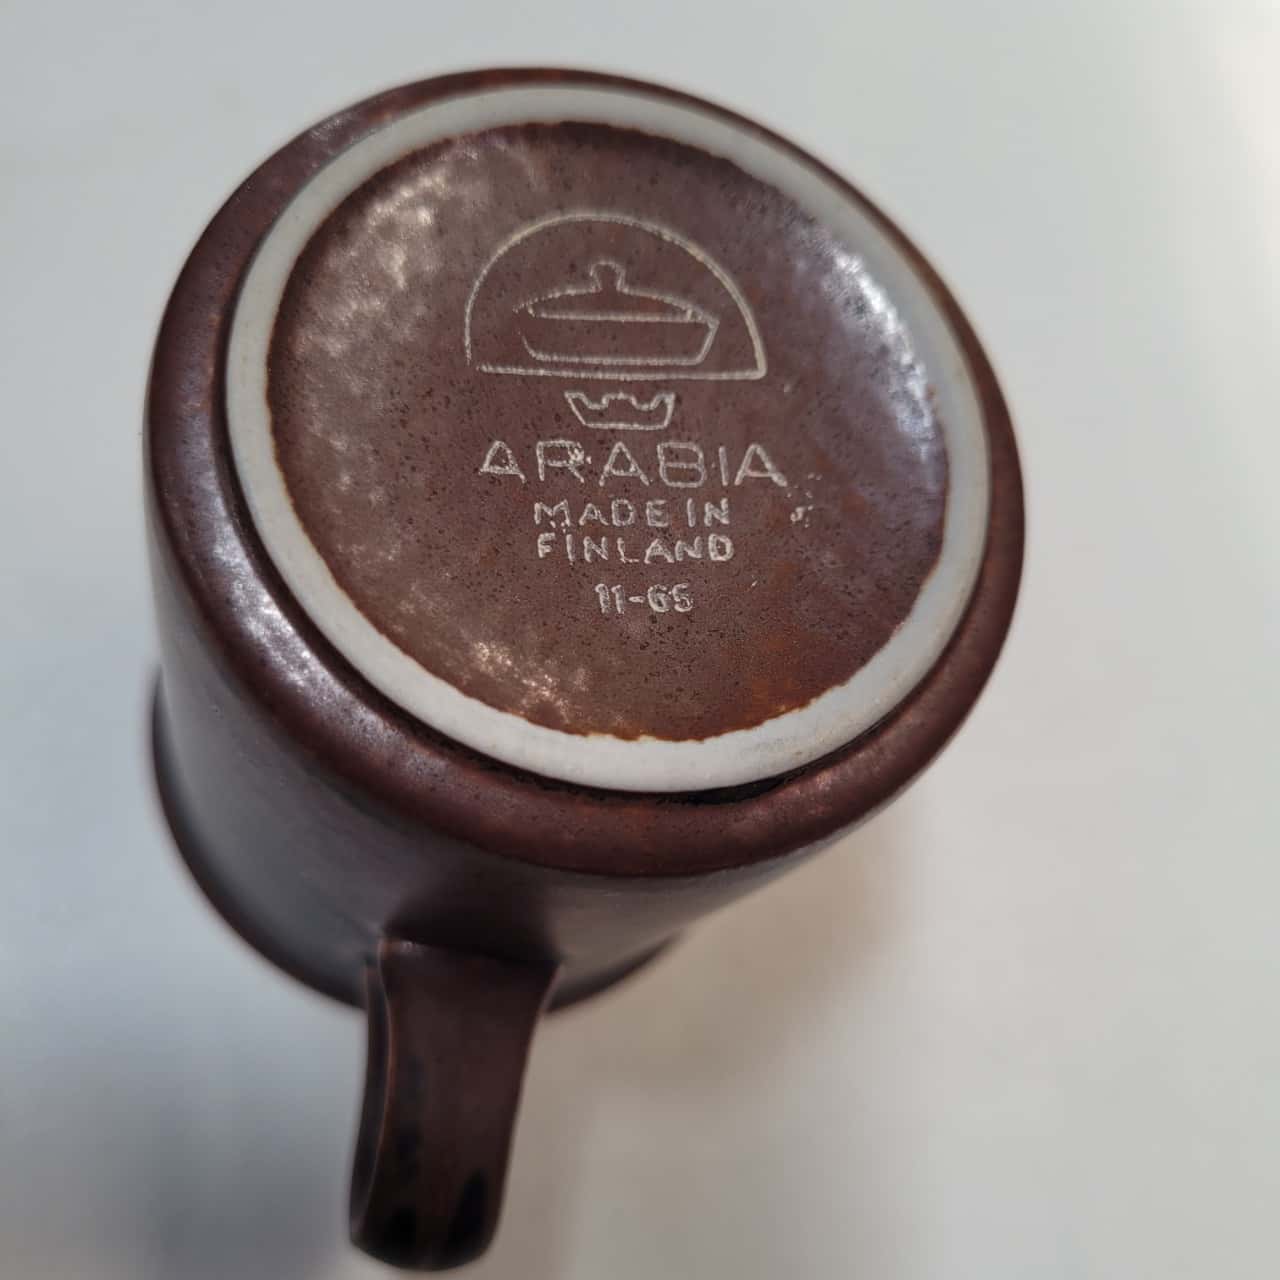 ARABIA
MADE IN
FINLAND
11-65